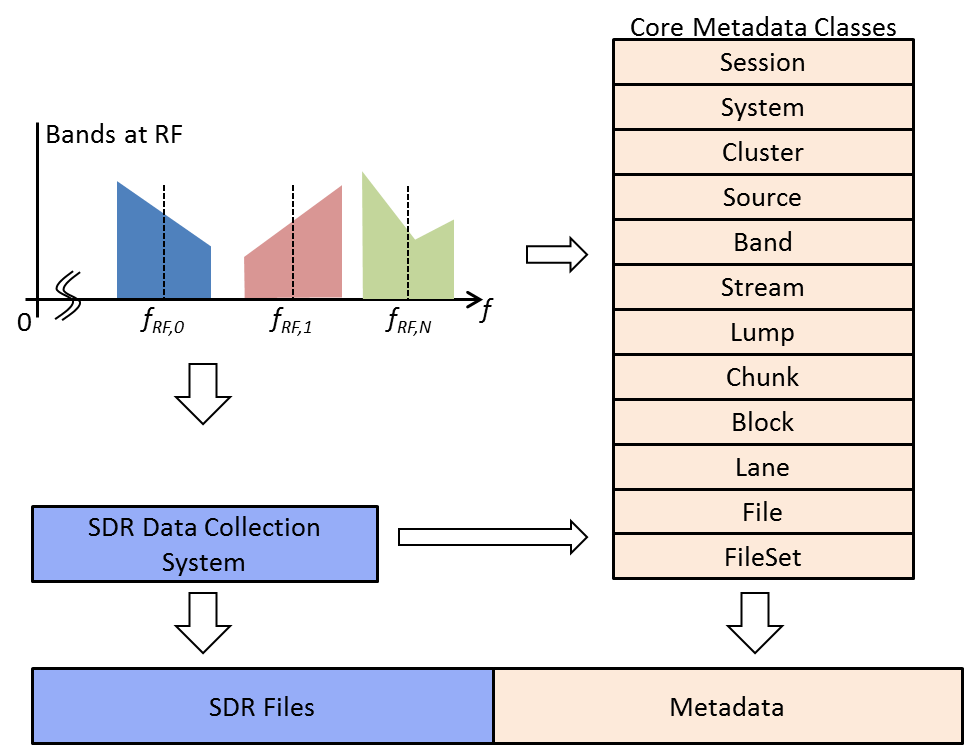 Core Metadata Classes
Session
System
Cluster
Source
Band
Stream
Lump
Chunk
Block
Lane
File
FileSet
Bands at RF
0
fRF,0
fRF,1
fRF,N
f
SDR Data Collection
System
SDR Files
Metadata